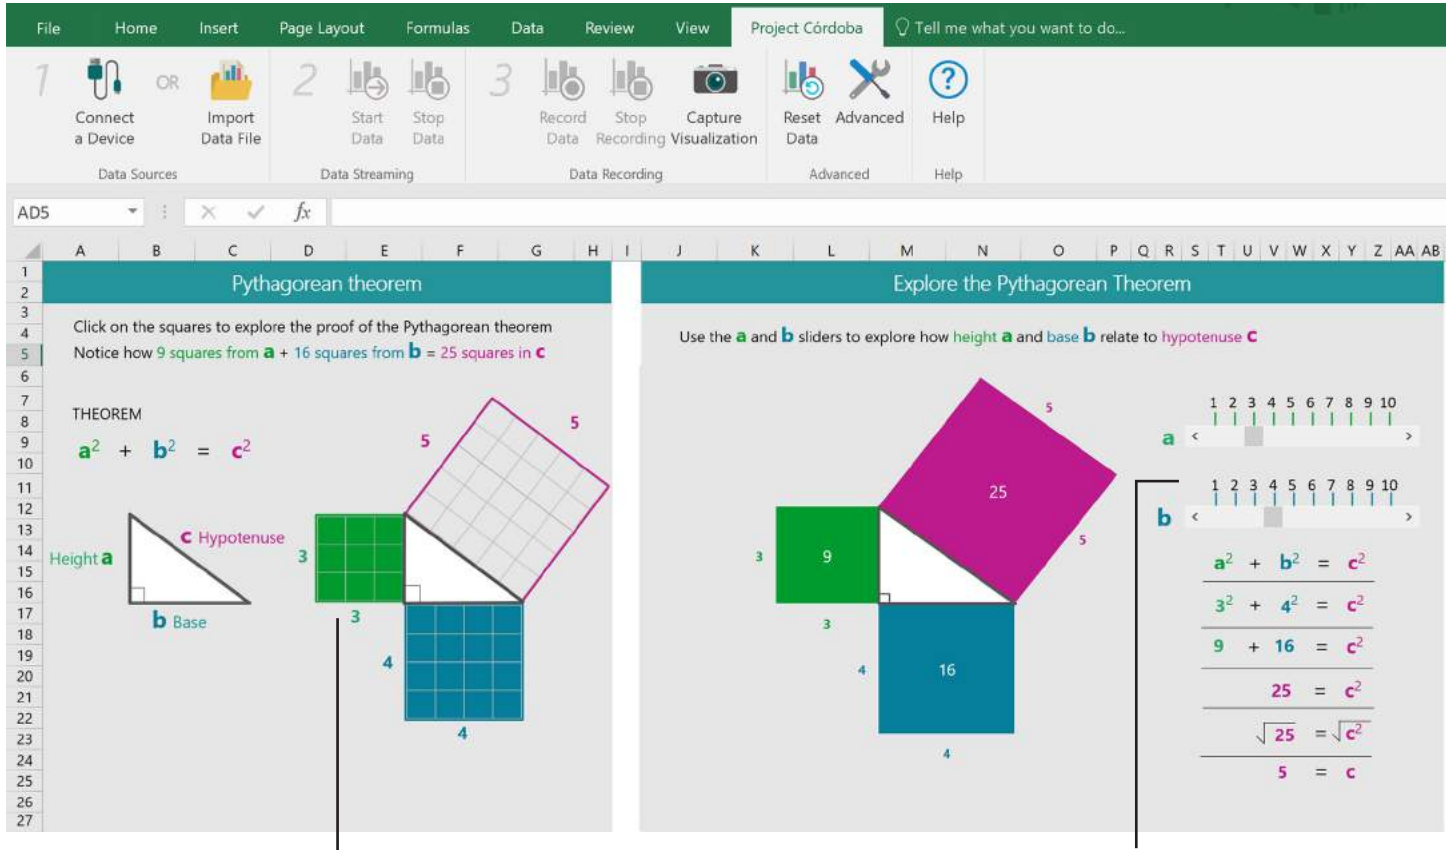 File Home Insert Page Layout Formulas Data Review View Project Córdoba Tell me what you want to do...
1 OR 2 3 ?
Connect a Device
Import Data File
Start Data
Stop Data
Record Data
Stop Recording
Capture Visualization
Reset Data
Advanced
Help
Data Sources Data Streaming Data Recording Advanced Help
AD5 fx
A B C D E F G H I J K L M N O P Q R S T U V W X Y Z AA AB
1
2
3
4
5
6
7
8
9
10
11
12
13
14
15
16
17
18
19
20
21
22
23
24
25
26
27
Pythagorean theorem
Click on the squares to explore the proof of the Pythagorean theorem
Notice how 9 squares from a + 16 squares from b = 25 squares in c
THEOREM
a² + b² = c²
c Hypotenuse
Height a
b Base
5
5
3
3
4
4
Explore the Pythagorean Theorem
Use the a and b sliders to explore how height a and base b relate to hypotenuse c
5
25
5
3
9
3
4
16
4
1 2 3 4 5 6 7 8 9 10
a < >
1 2 3 4 5 6 7 8 9 10
b < >
a² + b² = c²
3² + 4² = c²
9 + 16 = c²
25 = c²
√25 = √c²
5 = c